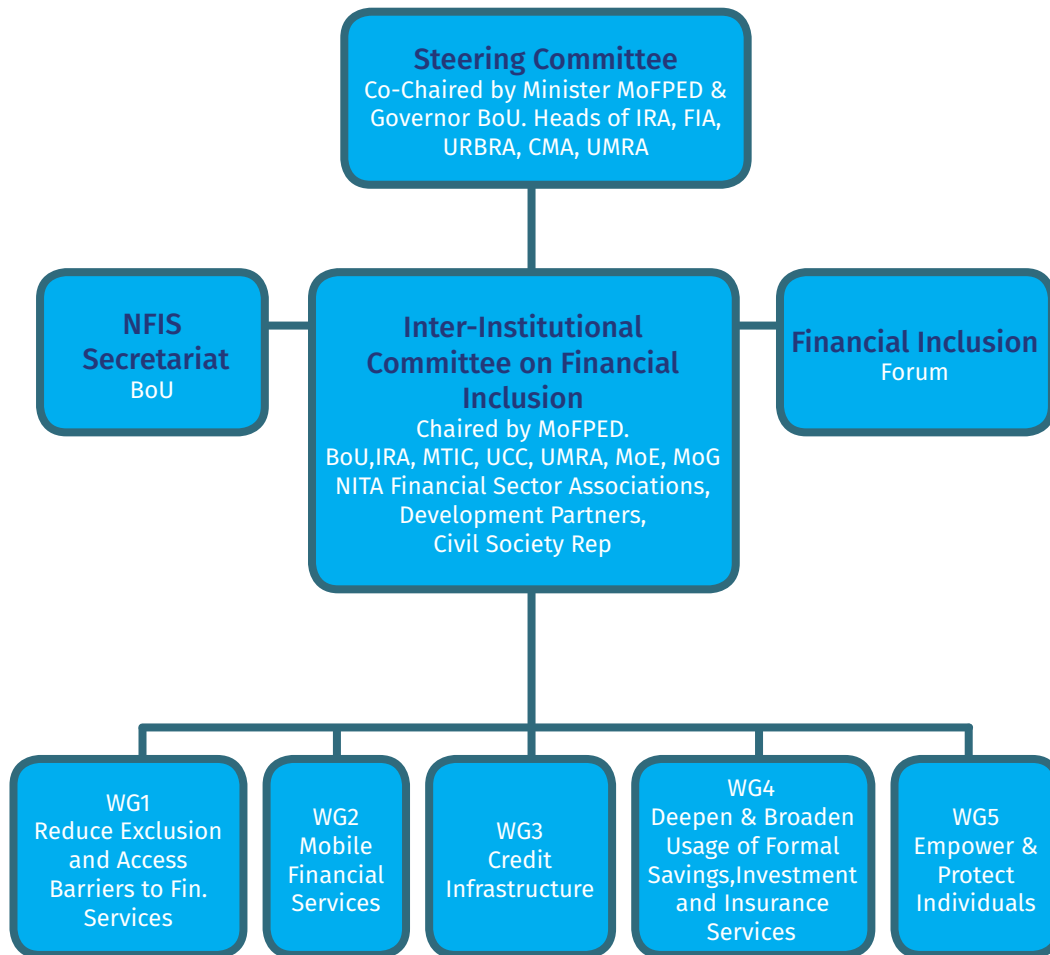 Steering Committee
Co-Chaired by Minister MoFPED &
Governor BoU. Heads of IRA, FIA,
URBRA, CMA, UMRA
NFIS
Secretariat
BoU
Inter-Institutional
Committee on Financial
Inclusion
Chaired by MoFPED.
BoU,IRA, MTIC, UCC, UMRA, MoE, MoG
NITA Financial Sector Associations,
Development Partners,
Civil Society Rep
Financial Inclusion
Forum
WG1
Reduce Exclusion
and Access
Barriers to Fin.
Services
WG2
Mobile
Financial
Services
WG3
Credit
Infrastructure
WG4
Deepen & Broaden
Usage of Formal
Savings,Investment
and Insurance
Services
WG5
Empower &
Protect
Individuals